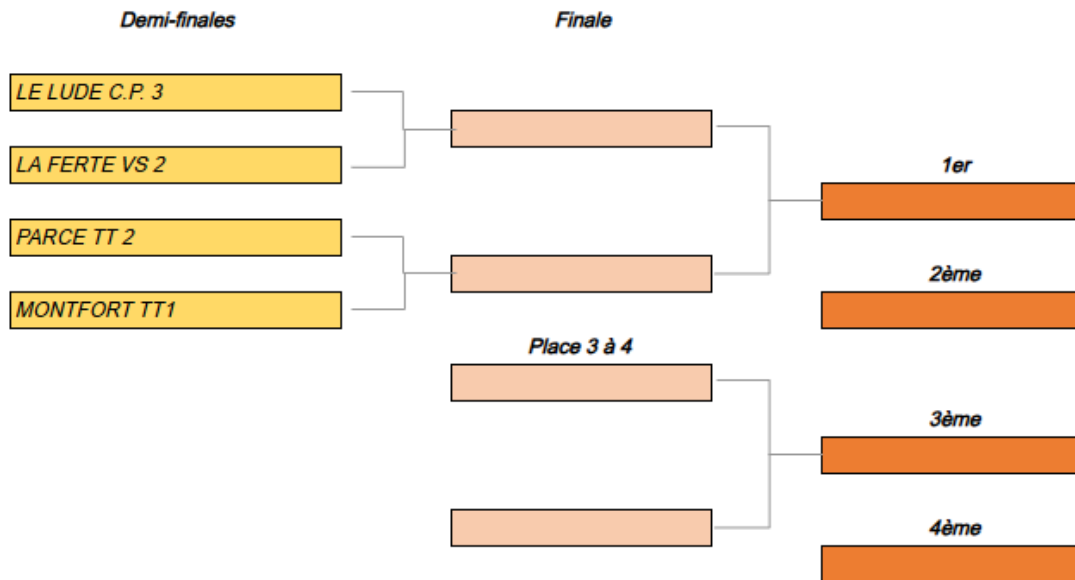 Demi-finales
Finale
LE LUDE C.P. 3
LA FERTE VS 2
1er
PARCE TT 2
2ème
MONTFORT TT1
Place 3 à 4
3ème
4ème